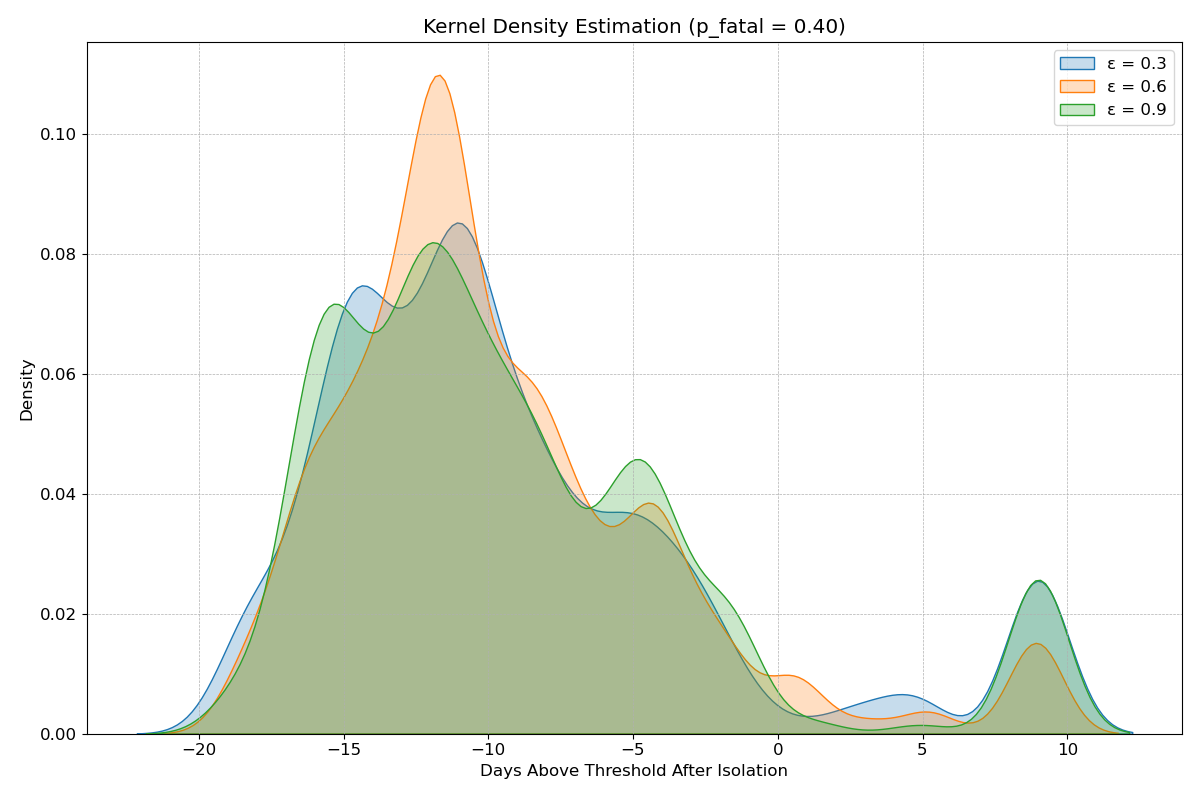 Kernel Density Estimation (p_fatal = 0.40)
ε = 0.3
ε = 0.6
ε = 0.9
Density
0.10
0.08
0.06
0.04
0.02
0.00
−20
−15
−10
−5
0
5
10
Days Above Threshold After Isolation